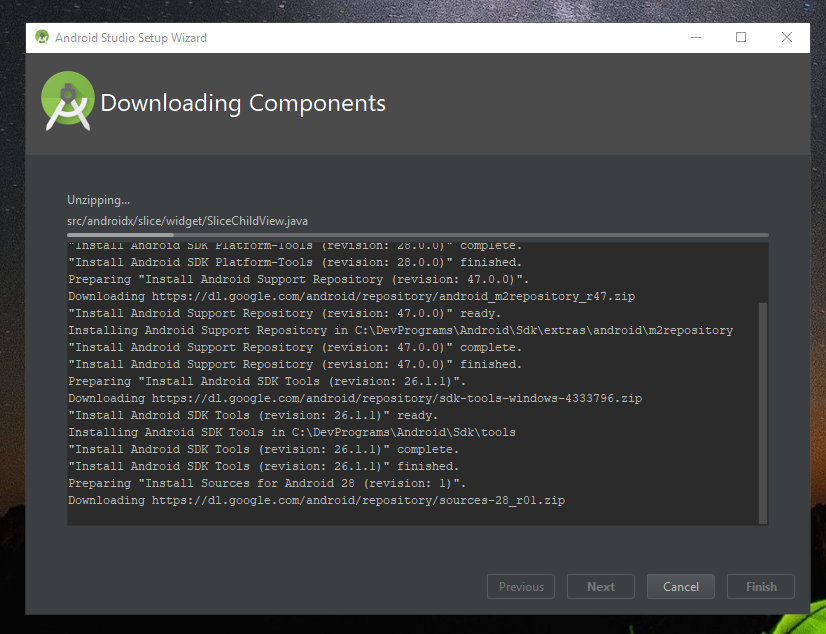 Android Studio Setup Wizard
Downloading Components
Unzipping...
src/androidx/slice/widget/SliceChildView.java
"Install Android SDK Platform-Tools (revision: 28.0.0)" complete.
"Install Android SDK Platform-Tools (revision: 28.0.0)" finished.
Preparing "Install Android Support Repository (revision: 47.0.0)".
Downloading https://dl.google.com/android/repository/android_m2repository_r47.zip
"Install Android Support Repository (revision: 47.0.0)" ready.
Installing Android Support Repository in C:\DevPrograms\Android\Sdk\extras\android\m2repository
"Install Android Support Repository (revision: 47.0.0)" complete.
"Install Android Support Repository (revision: 47.0.0)" finished.
Preparing "Install Android SDK Tools (revision: 26.1.1)".
Downloading https://dl.google.com/android/repository/sdk-tools-windows-4333796.zip
"Install Android SDK Tools (revision: 26.1.1)" ready.
Installing Android SDK Tools in C:\DevPrograms\Android\Sdk\tools
"Install Android SDK Tools (revision: 26.1.1)" complete.
"Install Android SDK Tools (revision: 26.1.1)" finished.
Preparing "Install Sources for Android 28 (revision: 1)".
Downloading https://dl.google.com/android/repository/sources-28_r01.zip
Previous Next Cancel Finish